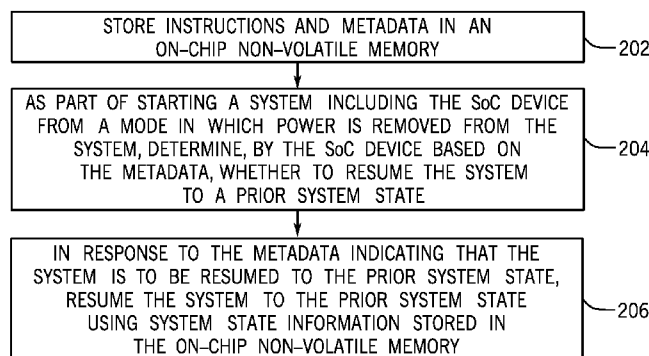 STORE INSTRUCTIONS AND METADATA IN AN
ON-CHIP NON-VOLATILE MEMORY
202
AS PART OF STARTING A SYSTEM INCLUDING THE SoC DEVICE
FROM A MODE IN WHICH POWER IS REMOVED FROM THE
SYSTEM, DETERMINE, BY THE SoC DEVICE BASED ON
THE METADATA, WHETHER TO RESUME THE SYSTEM
TO A PRIOR SYSTEM STATE
204
IN RESPONSE TO THE METADATA INDICATING THAT THE
SYSTEM IS TO BE RESUMED TO THE PRIOR SYSTEM STATE,
RESUME THE SYSTEM TO THE PRIOR SYSTEM STATE
USING SYSTEM STATE INFORMATION STORED IN
THE ON-CHIP NON-VOLATILE MEMORY
206